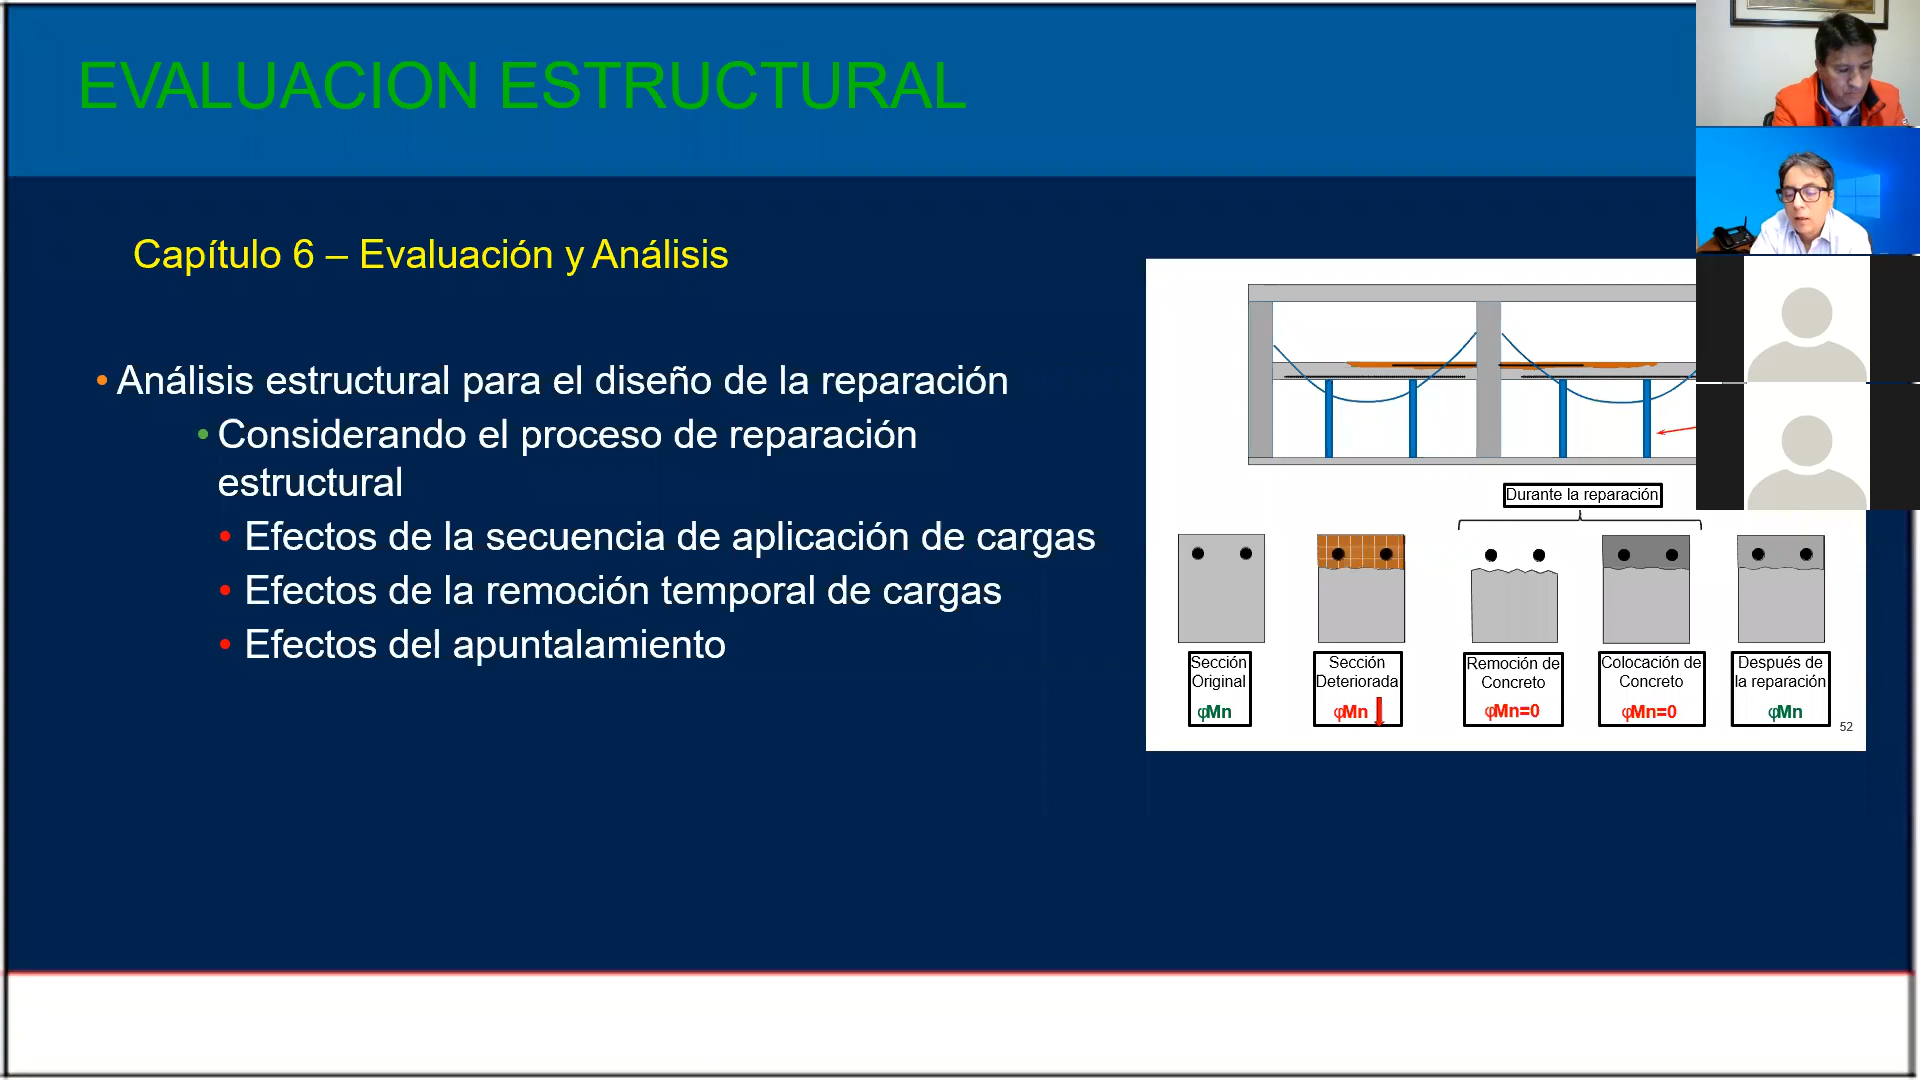 EVALUACION ESTRUCTURAL
Capítulo 6 – Evaluación y Análisis
• Análisis estructural para el diseño de la reparación
• Considerando el proceso de reparación
estructural
• Efectos de la secuencia de aplicación de cargas
• Efectos de la remoción temporal de cargas
• Efectos del apuntalamiento
Durante la reparación
Sección
Original
φMn
Sección
Deteriorada
φMn
Remoción de
Concreto
φMn=0
Colocación de
Concreto
φMn=0
Después de
la reparación
φMn
52